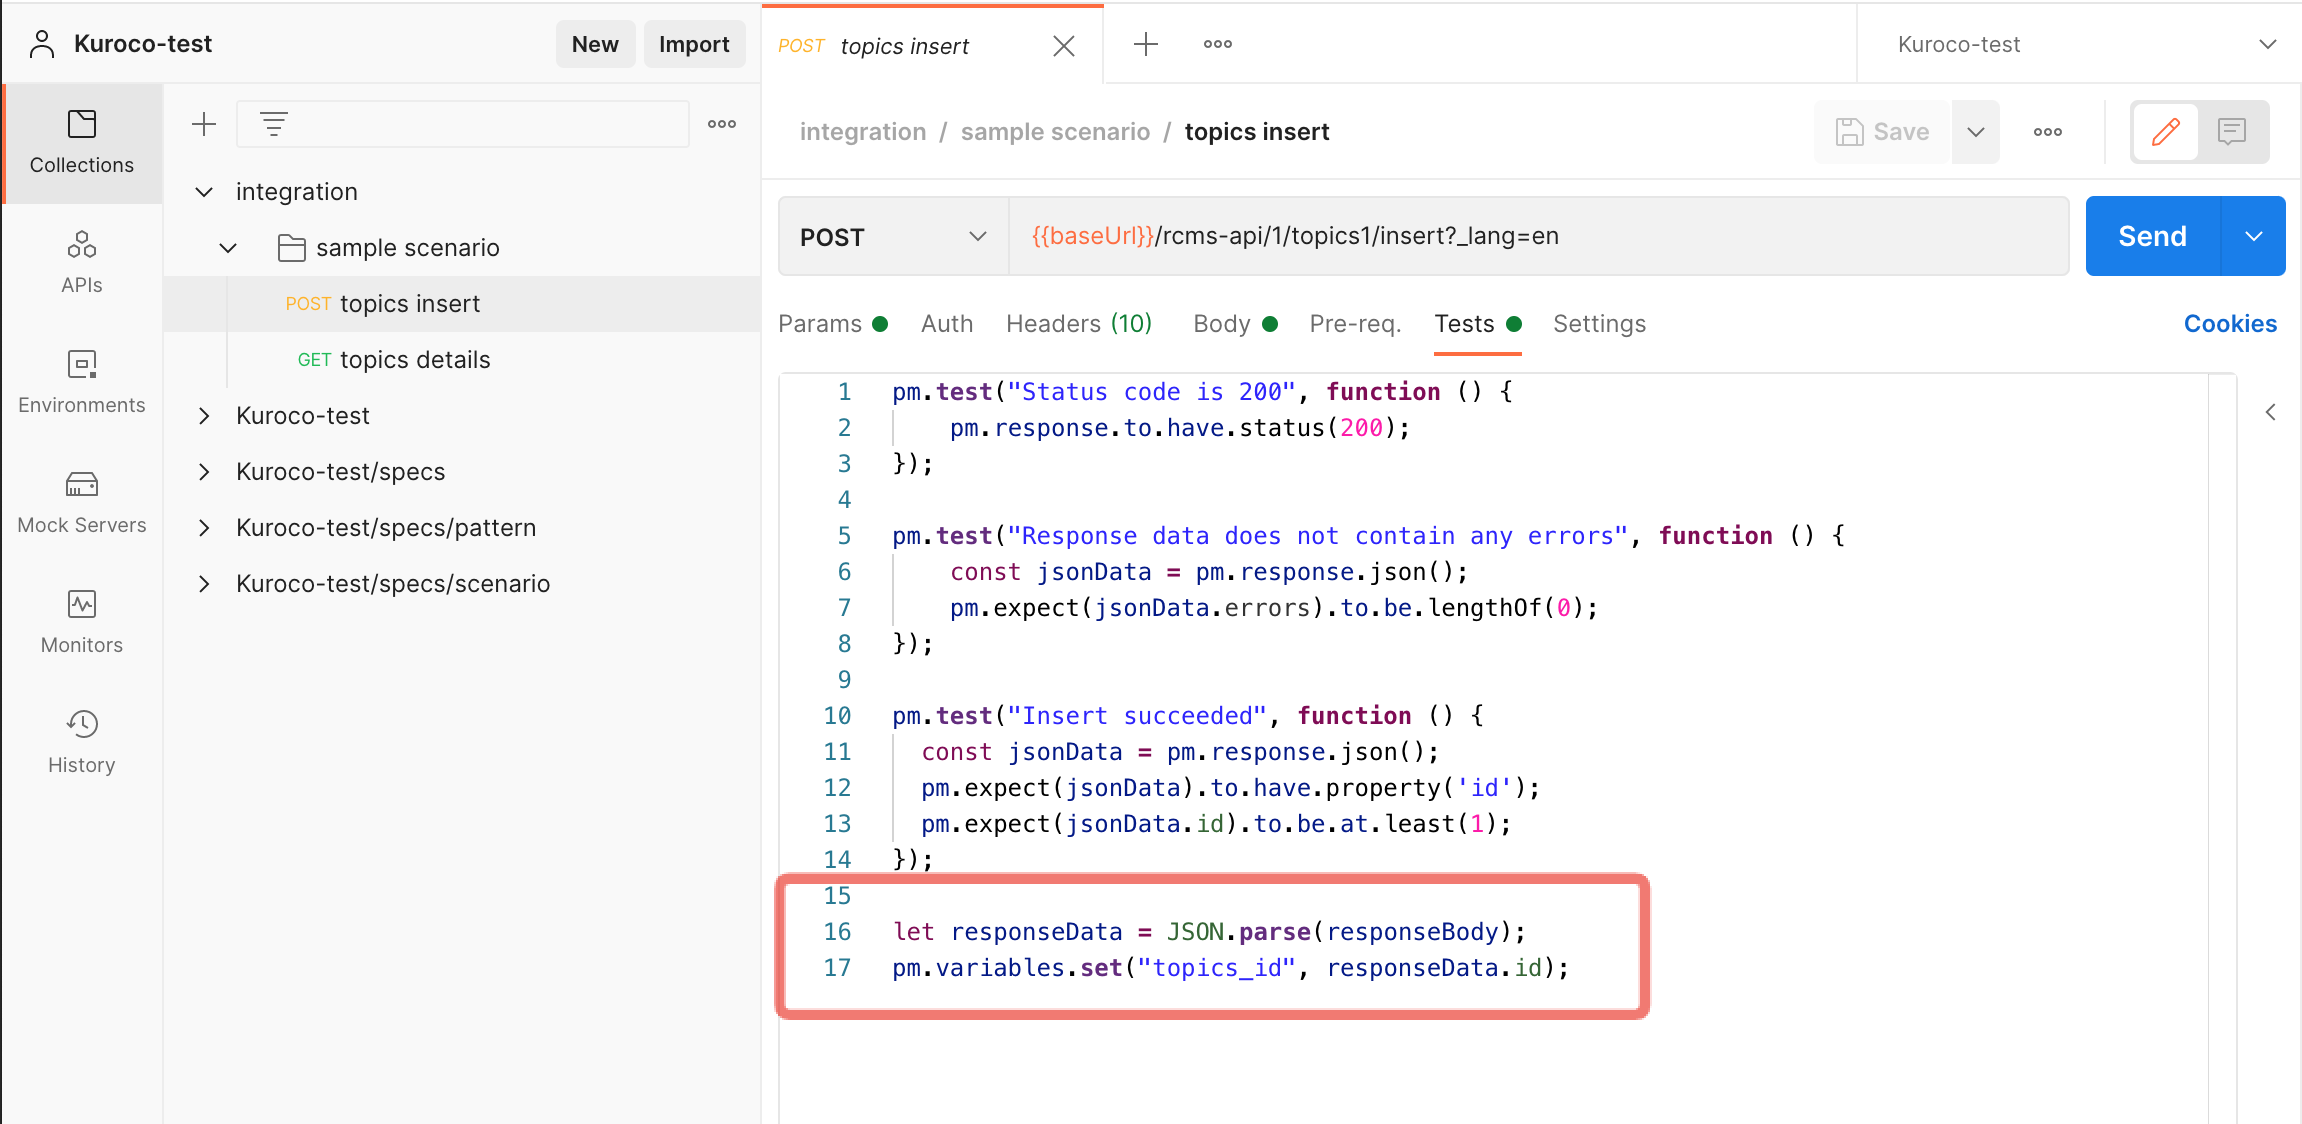 Kuroco-test
New
Import
POST topics insert
Kuroco-test
Collections
APIs
Environments
Mock Servers
Monitors
History
integration
sample scenario
POST topics insert
GET topics details
Kuroco-test
Kuroco-test/specs
Kuroco-test/specs/pattern
Kuroco-test/specs/scenario
integration / sample scenario / topics insert
Save
POST
{{baseUrl}}/rcms-api/1/topics1/insert?_lang=en
Send
Params
Auth
Headers (10)
Body
Pre-req.
Tests
Settings
Cookies
1 pm.test("Status code is 200", function () {
2     pm.response.to.have.status(200);
3 });
4
5 pm.test("Response data does not contain any errors", function () {
6     const jsonData = pm.response.json();
7     pm.expect(jsonData.errors).to.be.lengthOf(0);
8 });
9
10 pm.test("Insert succeeded", function () {
11   const jsonData = pm.response.json();
12   pm.expect(jsonData).to.have.property('id');
13   pm.expect(jsonData.id).to.be.at.least(1);
14 });
15
16 let responseData = JSON.parse(responseBody);
17 pm.variables.set("topics_id", responseData.id);